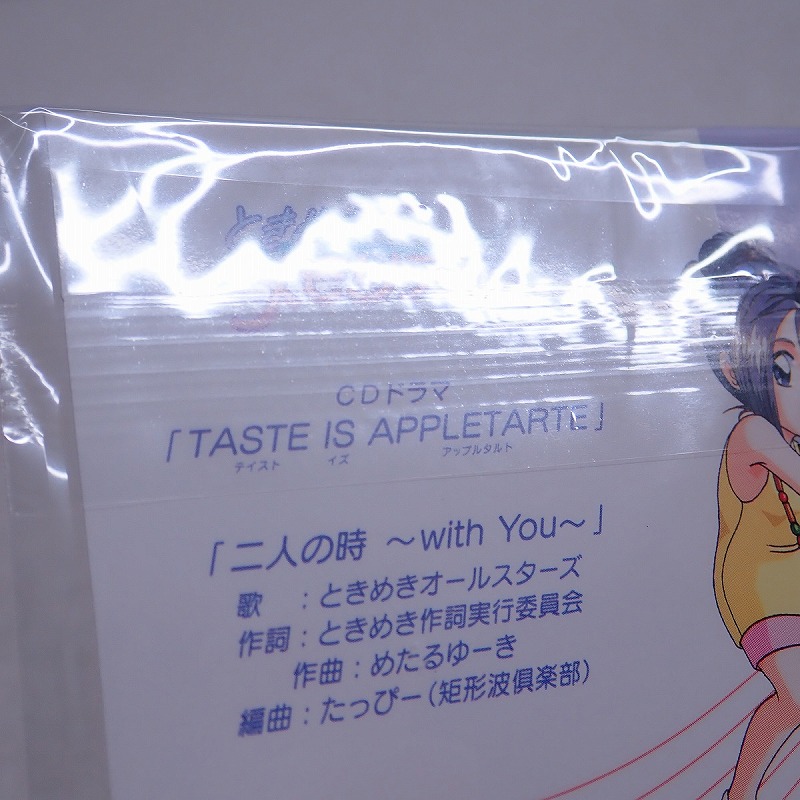 とき
CDドラマ
「TASTE IS APPLETARTE」
テイスト イズ アップルタルト
「二人の時 ～with You～」
歌 ：ときめきオールスターズ
作詞：ときめき作詞実行委員会
作曲：めたるゆーき
編曲：たっぴー（矩形波倶楽部）